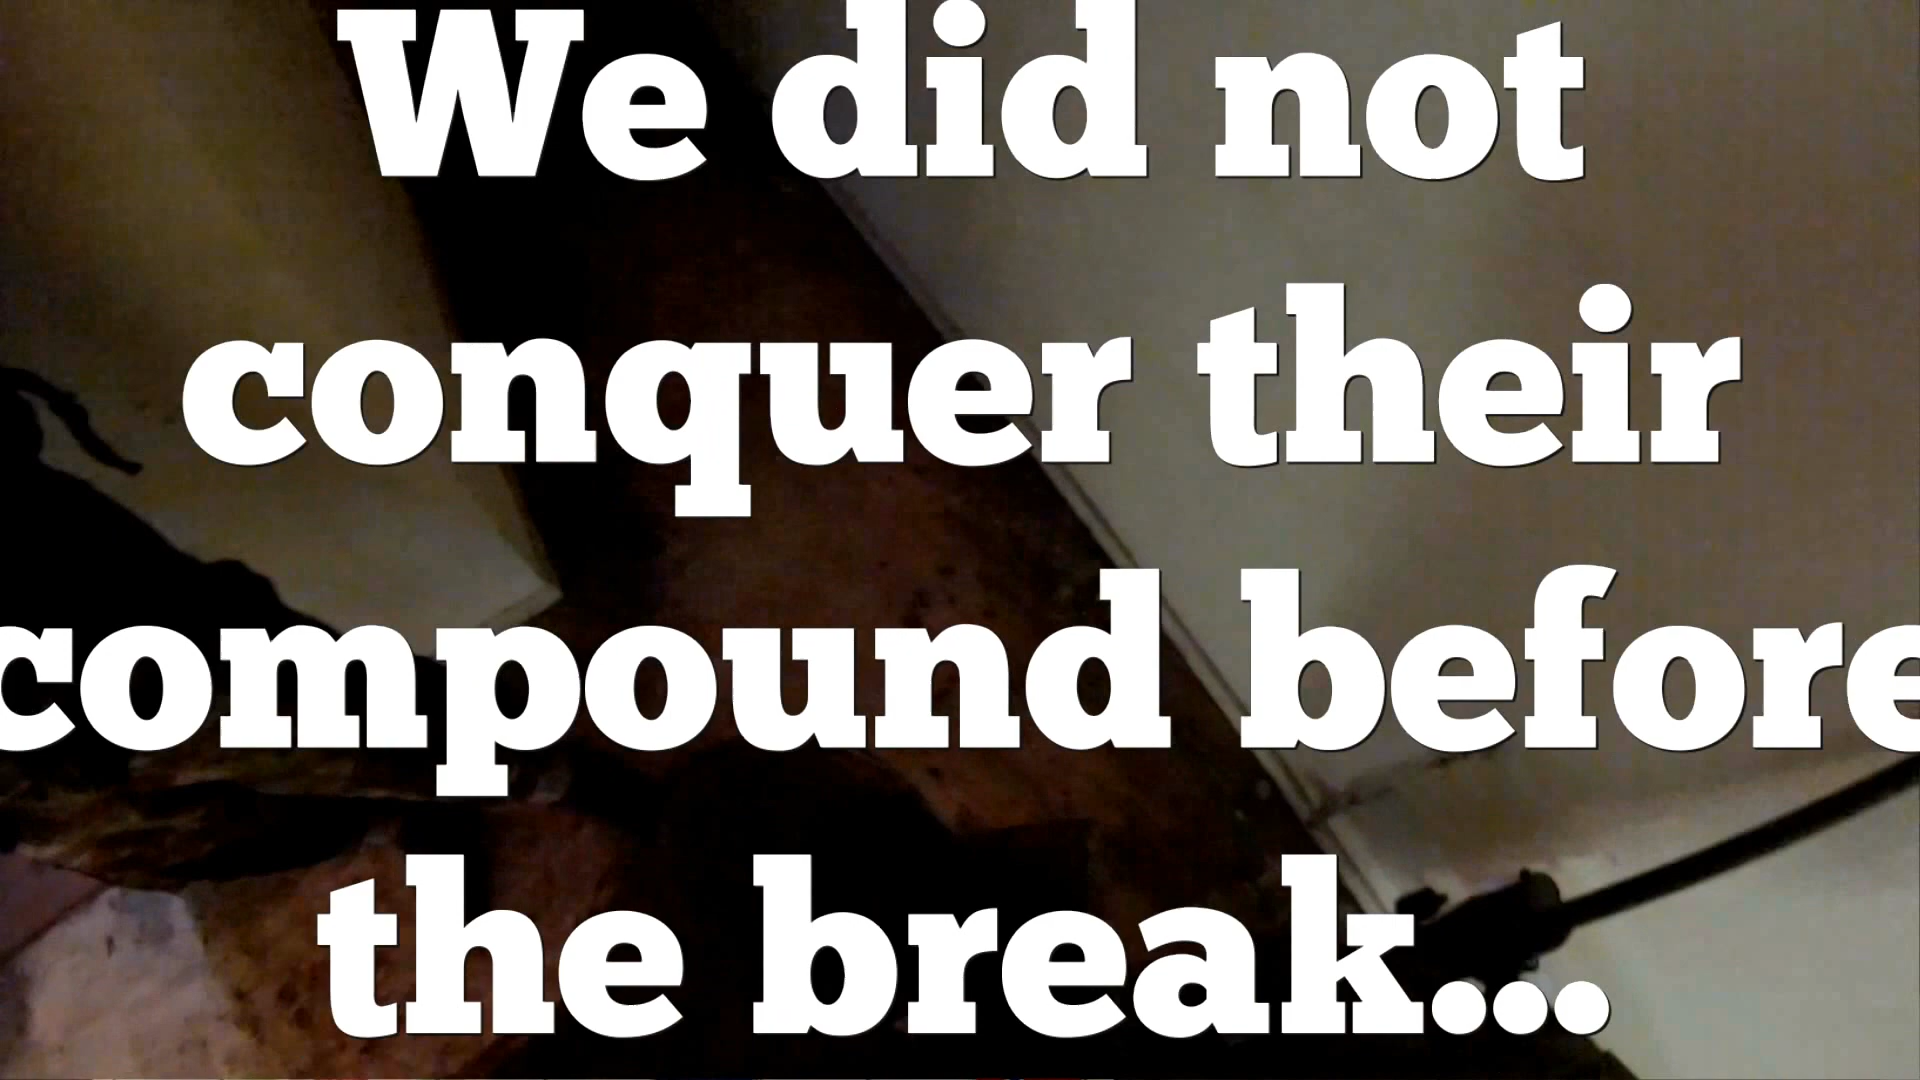 We did not
conquer their
compound before
the break...